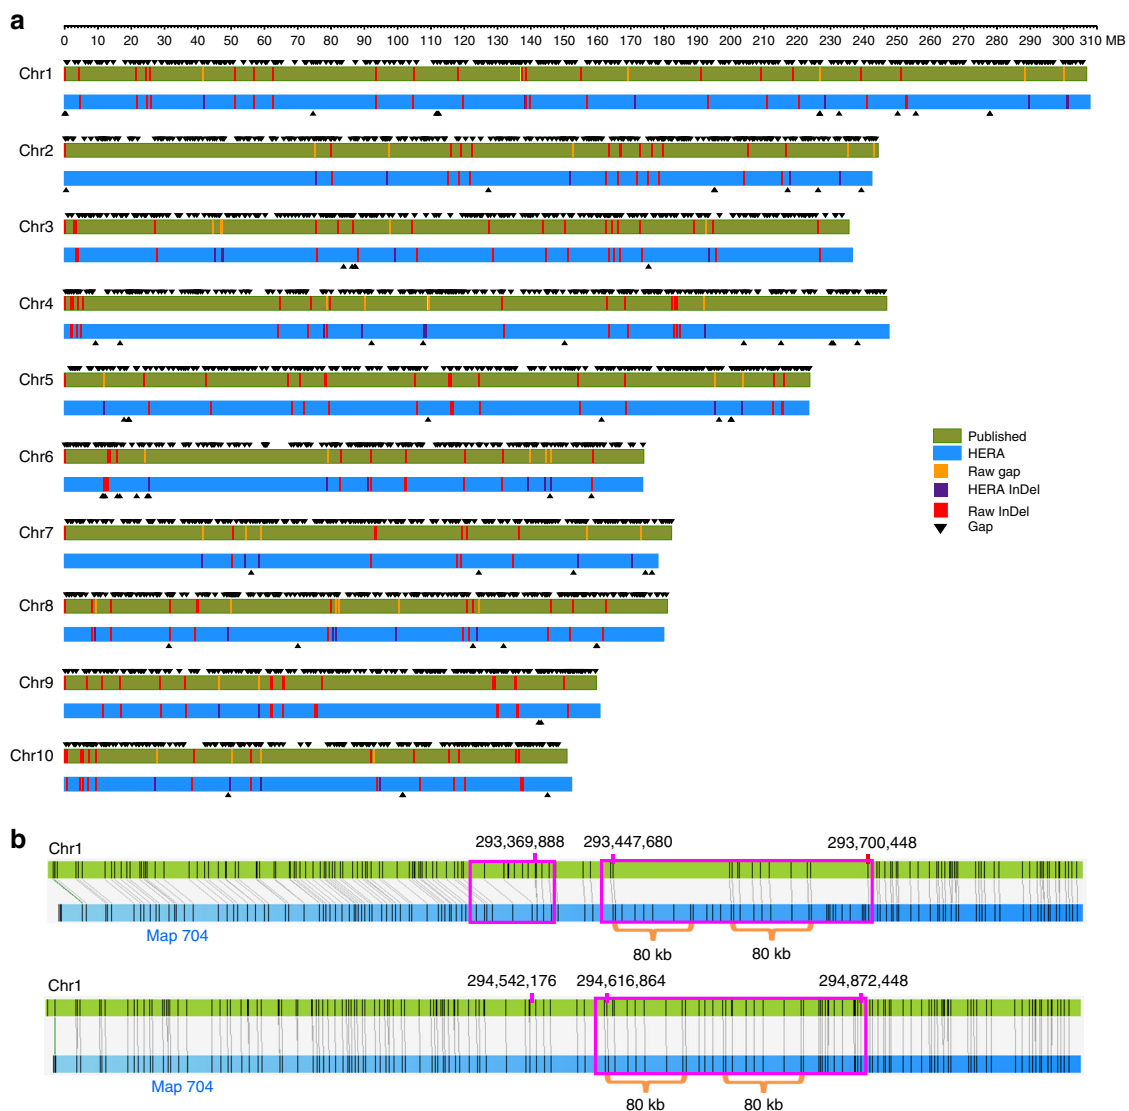 a
0 10 20 30 40 50 60 70 80 90 100 110 120 130 140 150 160 170 180 190 200 210 220 230 240 250 260 270 280 290 300 310 MB
Chr1
Chr2
Chr3
Chr4
Chr5
Chr6
Chr7
Chr8
Chr9
Chr10
Published
HERA
Raw gap
HERA InDel
Raw InDel
Gap
b
Chr1
293,369,888 293,447,680 293,700,448
Map 704
80 kb 80 kb
Chr1
294,542,176 294,616,864 294,872,448
Map 704
80 kb 80 kb